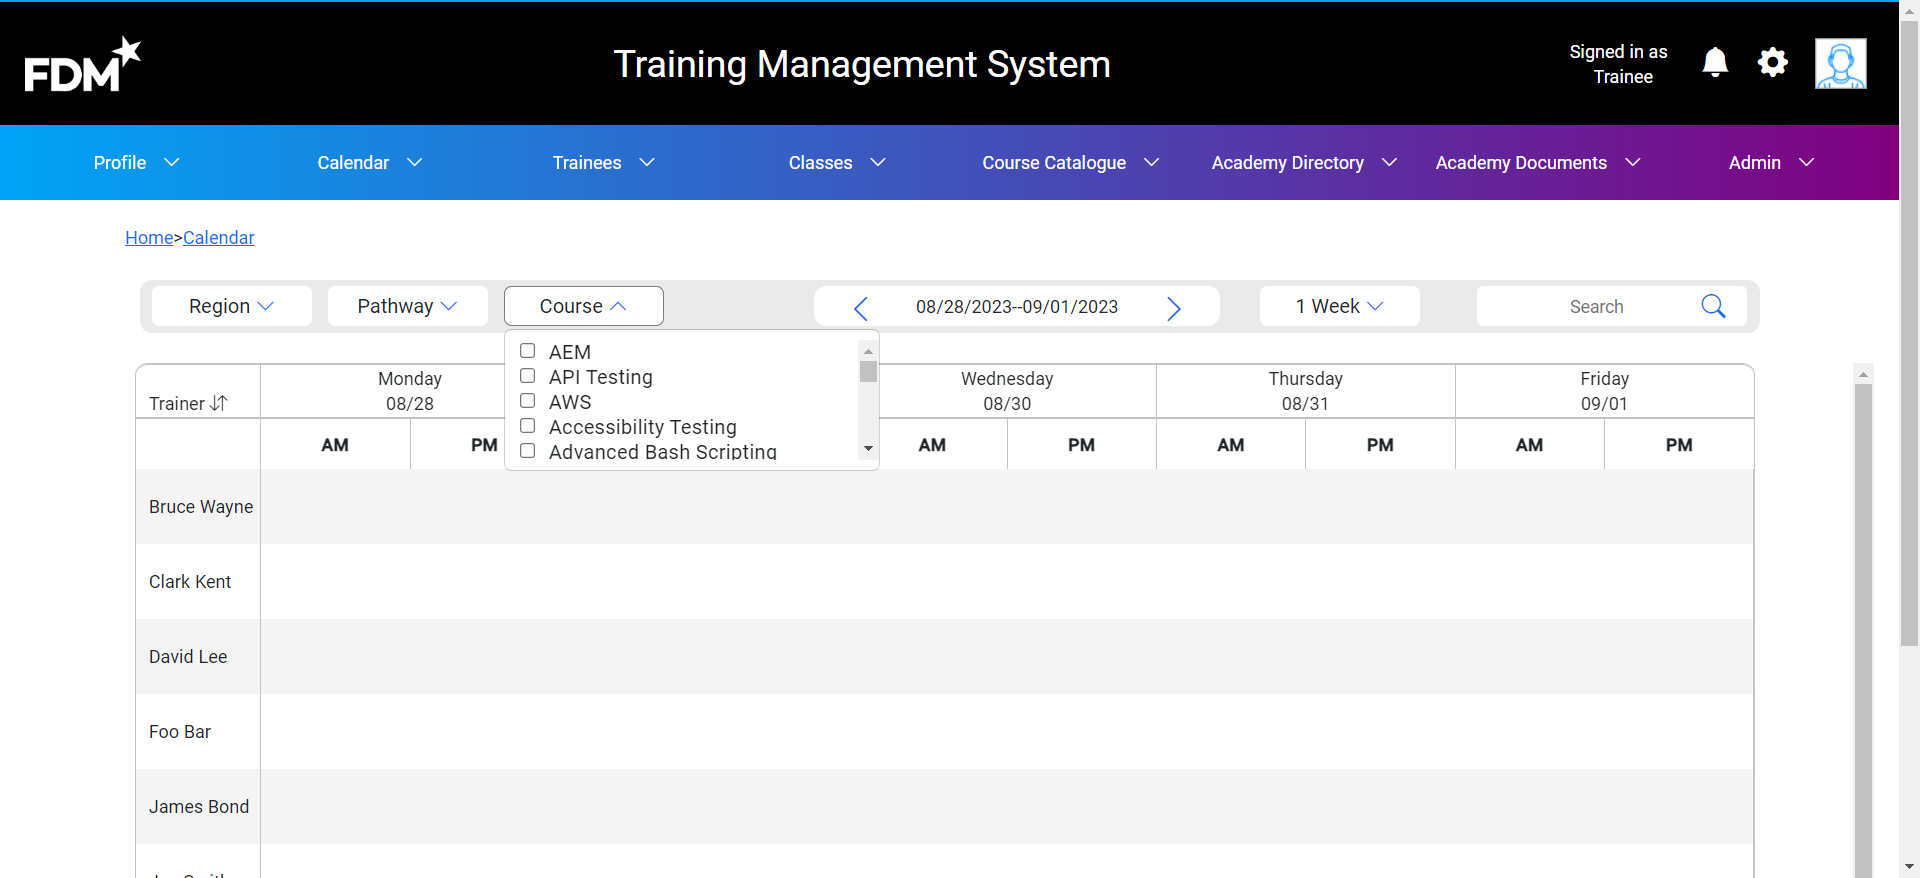 FDM
Training Management System
Signed in as
Trainee
Profile
Calendar
Trainees
Classes
Course Catalogue
Academy Directory
Academy Documents
Admin
Home>Calendar
Region
Pathway
Course
08/28/2023--09/01/2023
1 Week
Search
AEM
API Testing
AWS
Accessibility Testing
Advanced Bash Scripting
Trainer
Monday
08/28
Wednesday
08/30
Thursday
08/31
Friday
09/01
AM
PM
AM
PM
AM
PM
AM
PM
Bruce Wayne
Clark Kent
David Lee
Foo Bar
James Bond